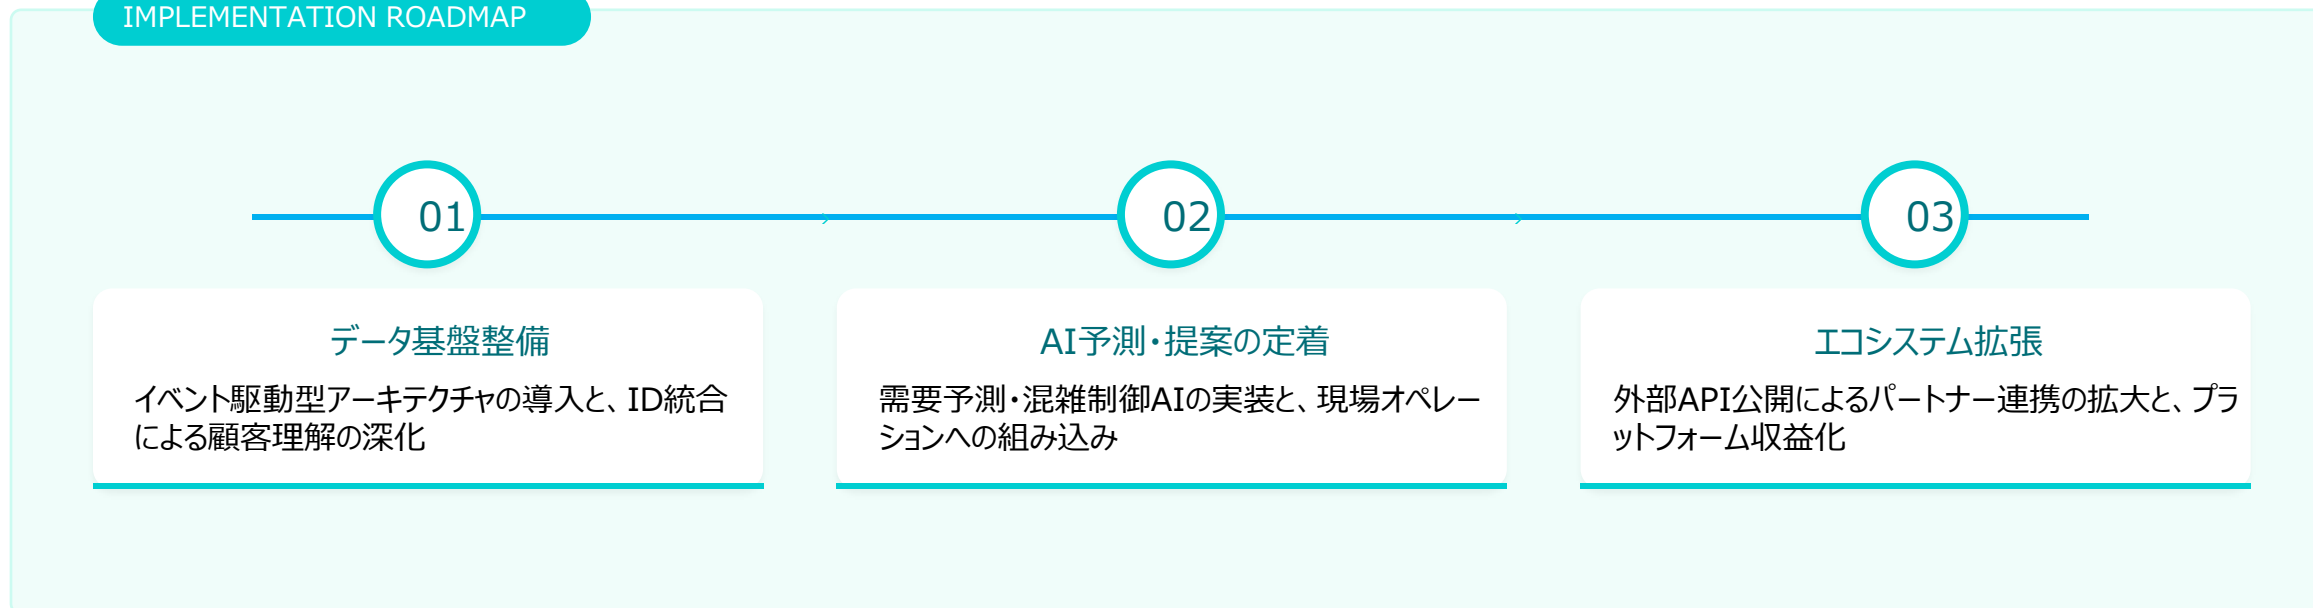 IMPLEMENTATION ROADMAP
01
02
03
データ基盤整備
イベント駆動型アーキテクチャの導入と、ID統合
による顧客理解の深化
AI予測・提案の定着
需要予測・混雑制御AIの実装と、現場オペレー
ションへの組み込み
エコシステム拡張
外部API公開によるパートナー連携の拡大と、プラ
ットフォーム収益化